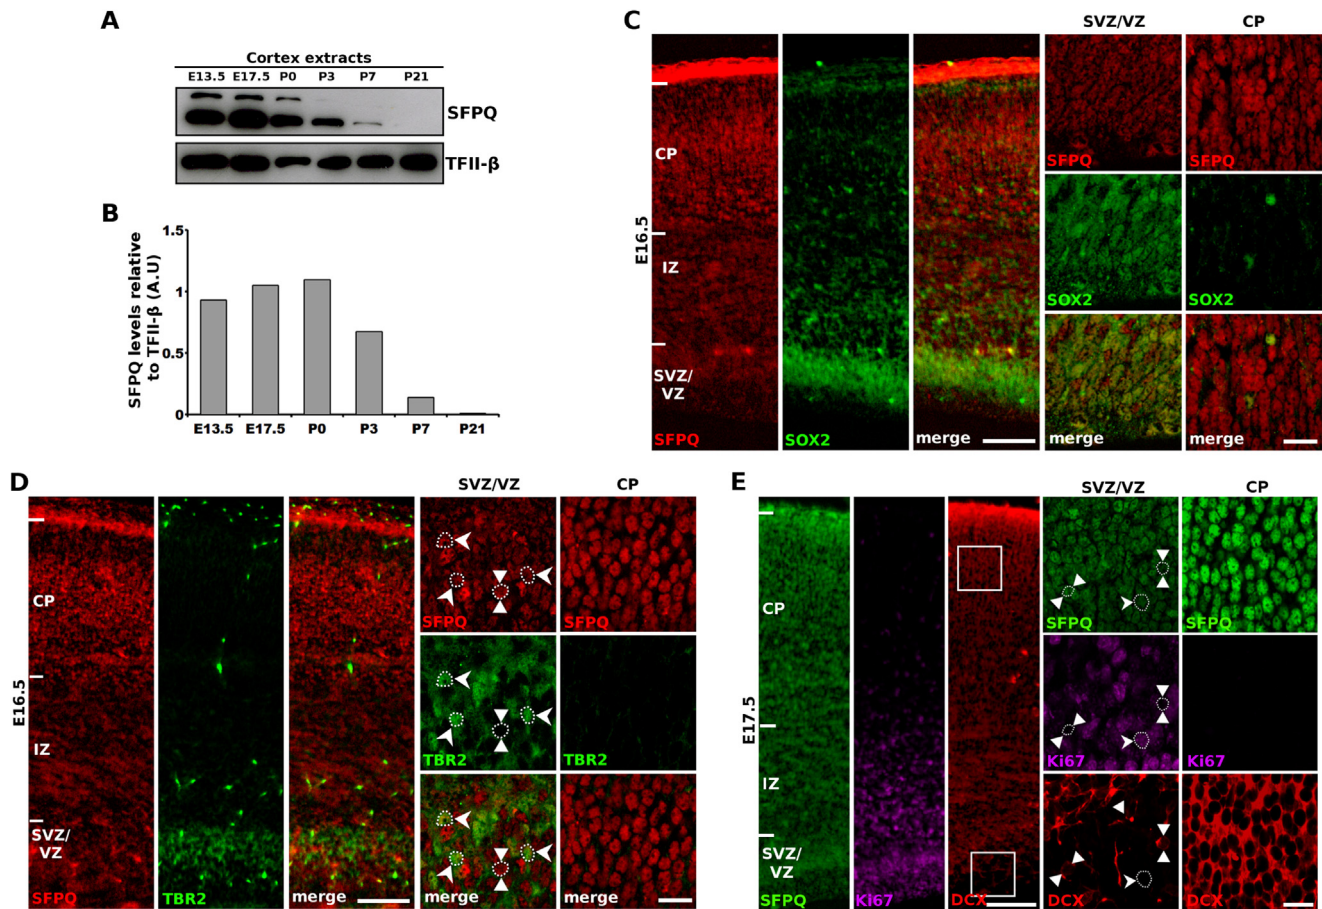 A
Cortex extracts
E13.5 E17.5 P0 P3 P7 P21
SFPQ
TFII-β
B
SFPQ levels relative
to TFII-β (A.U)
1.5
1
0.5
0
E13.5 E17.5 P0 P3 P7 P21
C
SVZ/VZ CP
E16.5
CP
IZ
SVZ/
VZ
SFPQ SOX2 merge
SFPQ SFPQ
SOX2 SOX2
merge merge
D
SVZ/VZ CP
E16.5
CP
IZ
SVZ/
VZ
SFPQ TBR2 merge
SFPQ SFPQ
TBR2 TBR2
merge merge
E
SVZ/VZ CP
E17.5
CP
IZ
SVZ/
VZ
SFPQ Ki67 DCX
SFPQ SFPQ
Ki67 Ki67
DCX DCX